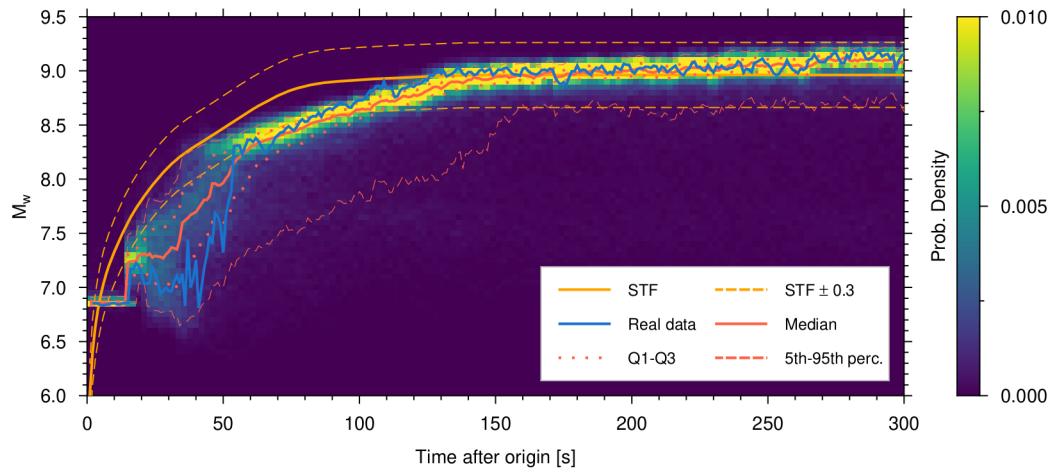 9.5
9.0
8.5
8.0
7.5
7.0
6.5
6.0
M_w
0 50 100 150 200 250 300
Time after origin [s]
STF STF ± 0.3
Real data Median
Q1-Q3 5th-95th perc.
0.010
0.005
0.000
Prob. Density